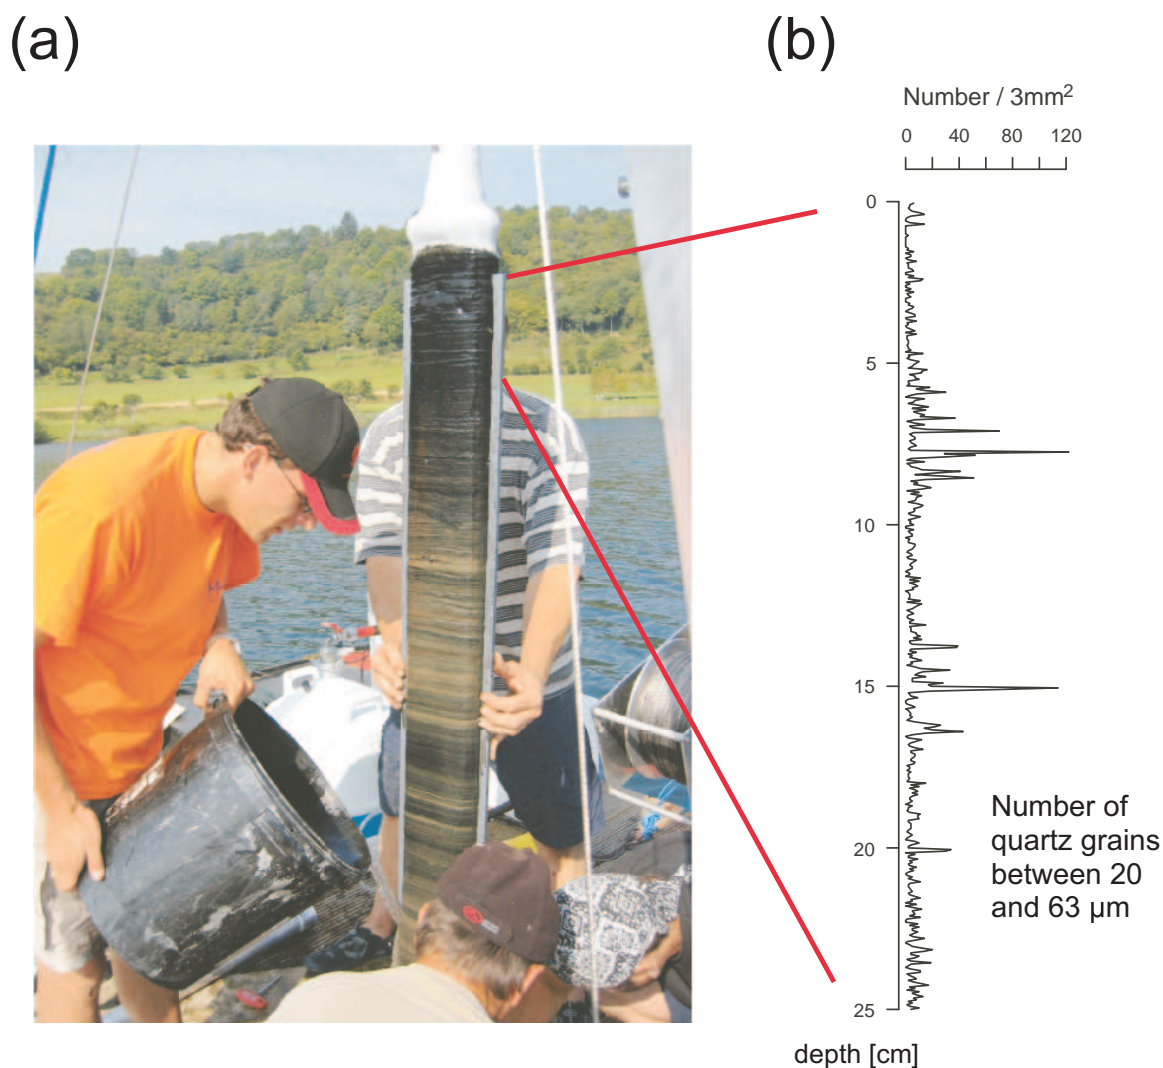 (a)
(b)
Number / 3mm²
0 40 80 120
0
5
10
15
20
25
Number of
quartz grains
between 20
and 63 µm
depth [cm]